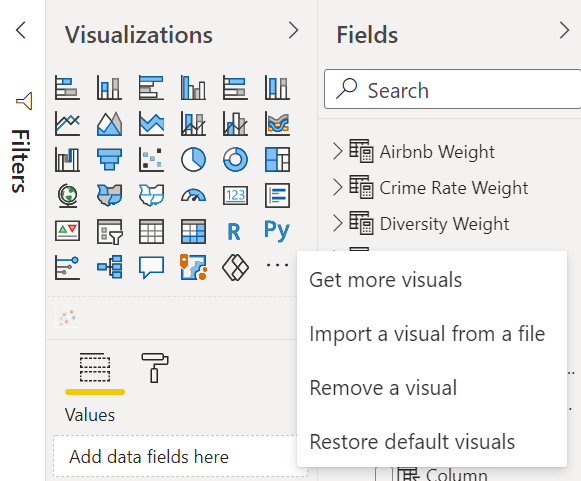 Visualizations
Fields
Filters
Search
Airbnb Weight
Crime Rate Weight
Diversity Weight
123
R
Py
Get more visuals
Import a visual from a file
Remove a visual
Restore default visuals
Values
Add data fields here
Column